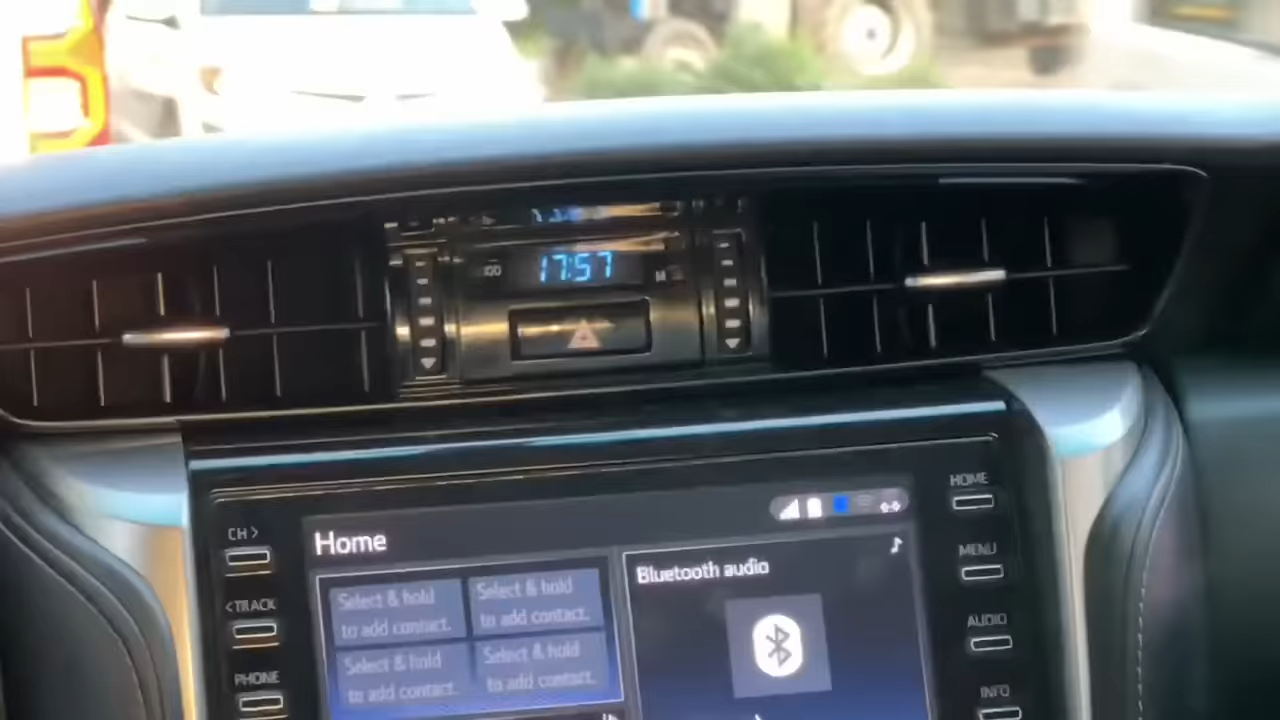 17:57
Home
Bluetooth audio
Select & hold
to add contact.
Select & hold
to add contact.
Select & hold
to add contact.
Select & hold
to add contact.
CH >
< TRACK
PHONE
HOME
MENU
AUDIO
INFO